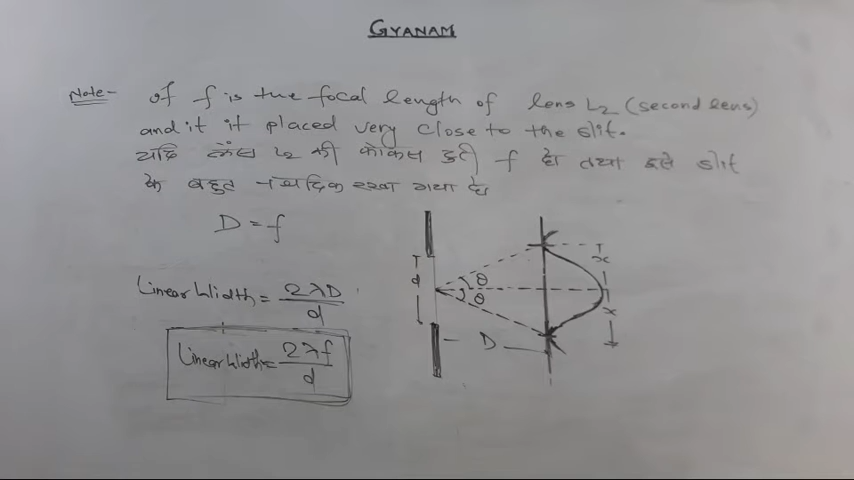 GYANAM
Note- If f is the focal length of lens L₂ (second lens)
and it it placed very close to the slit.
यदि लेंस L₂ की फोकस दूरी f हो तथा इसे slit
के बहुत नजदीक रखा गया हो
D = f
Linear Width = 2λD/d
Linear Width = 2λf/d
d
θ
θ
x
x
D